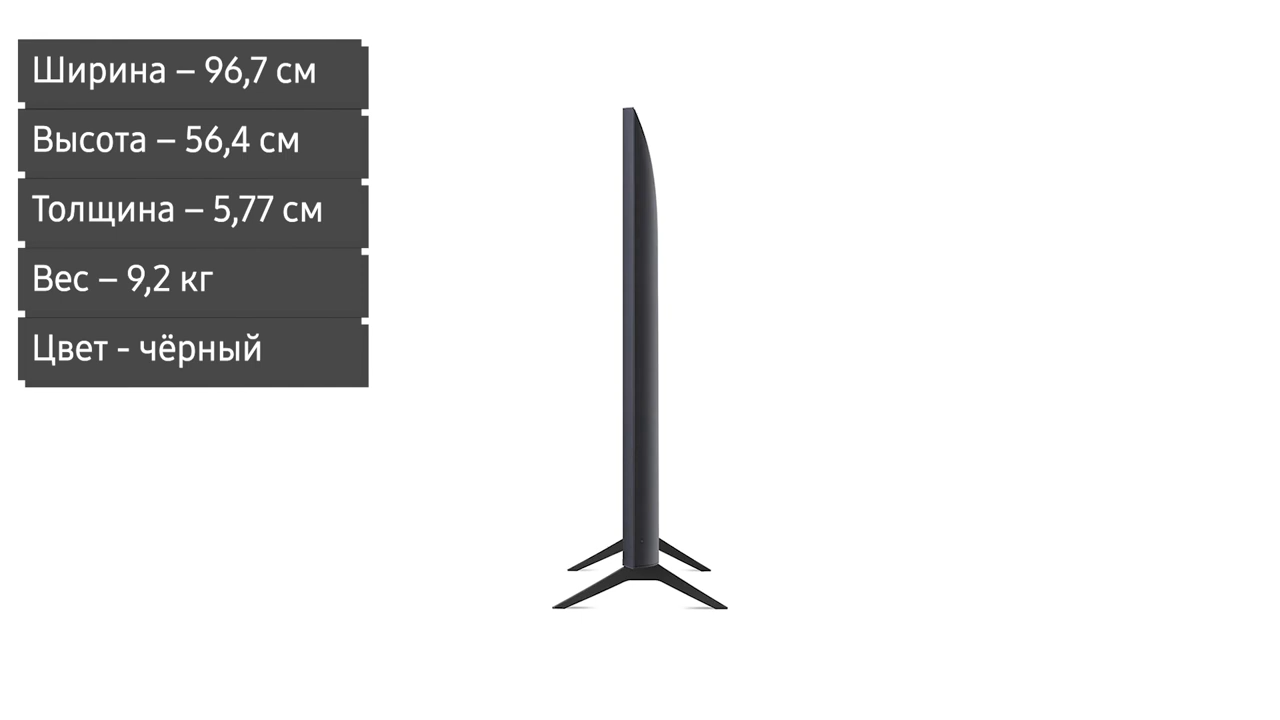 Ширина – 96,7 см
Высота – 56,4 см
Толщина – 5,77 см
Вес – 9,2 кг
Цвет - чёрный